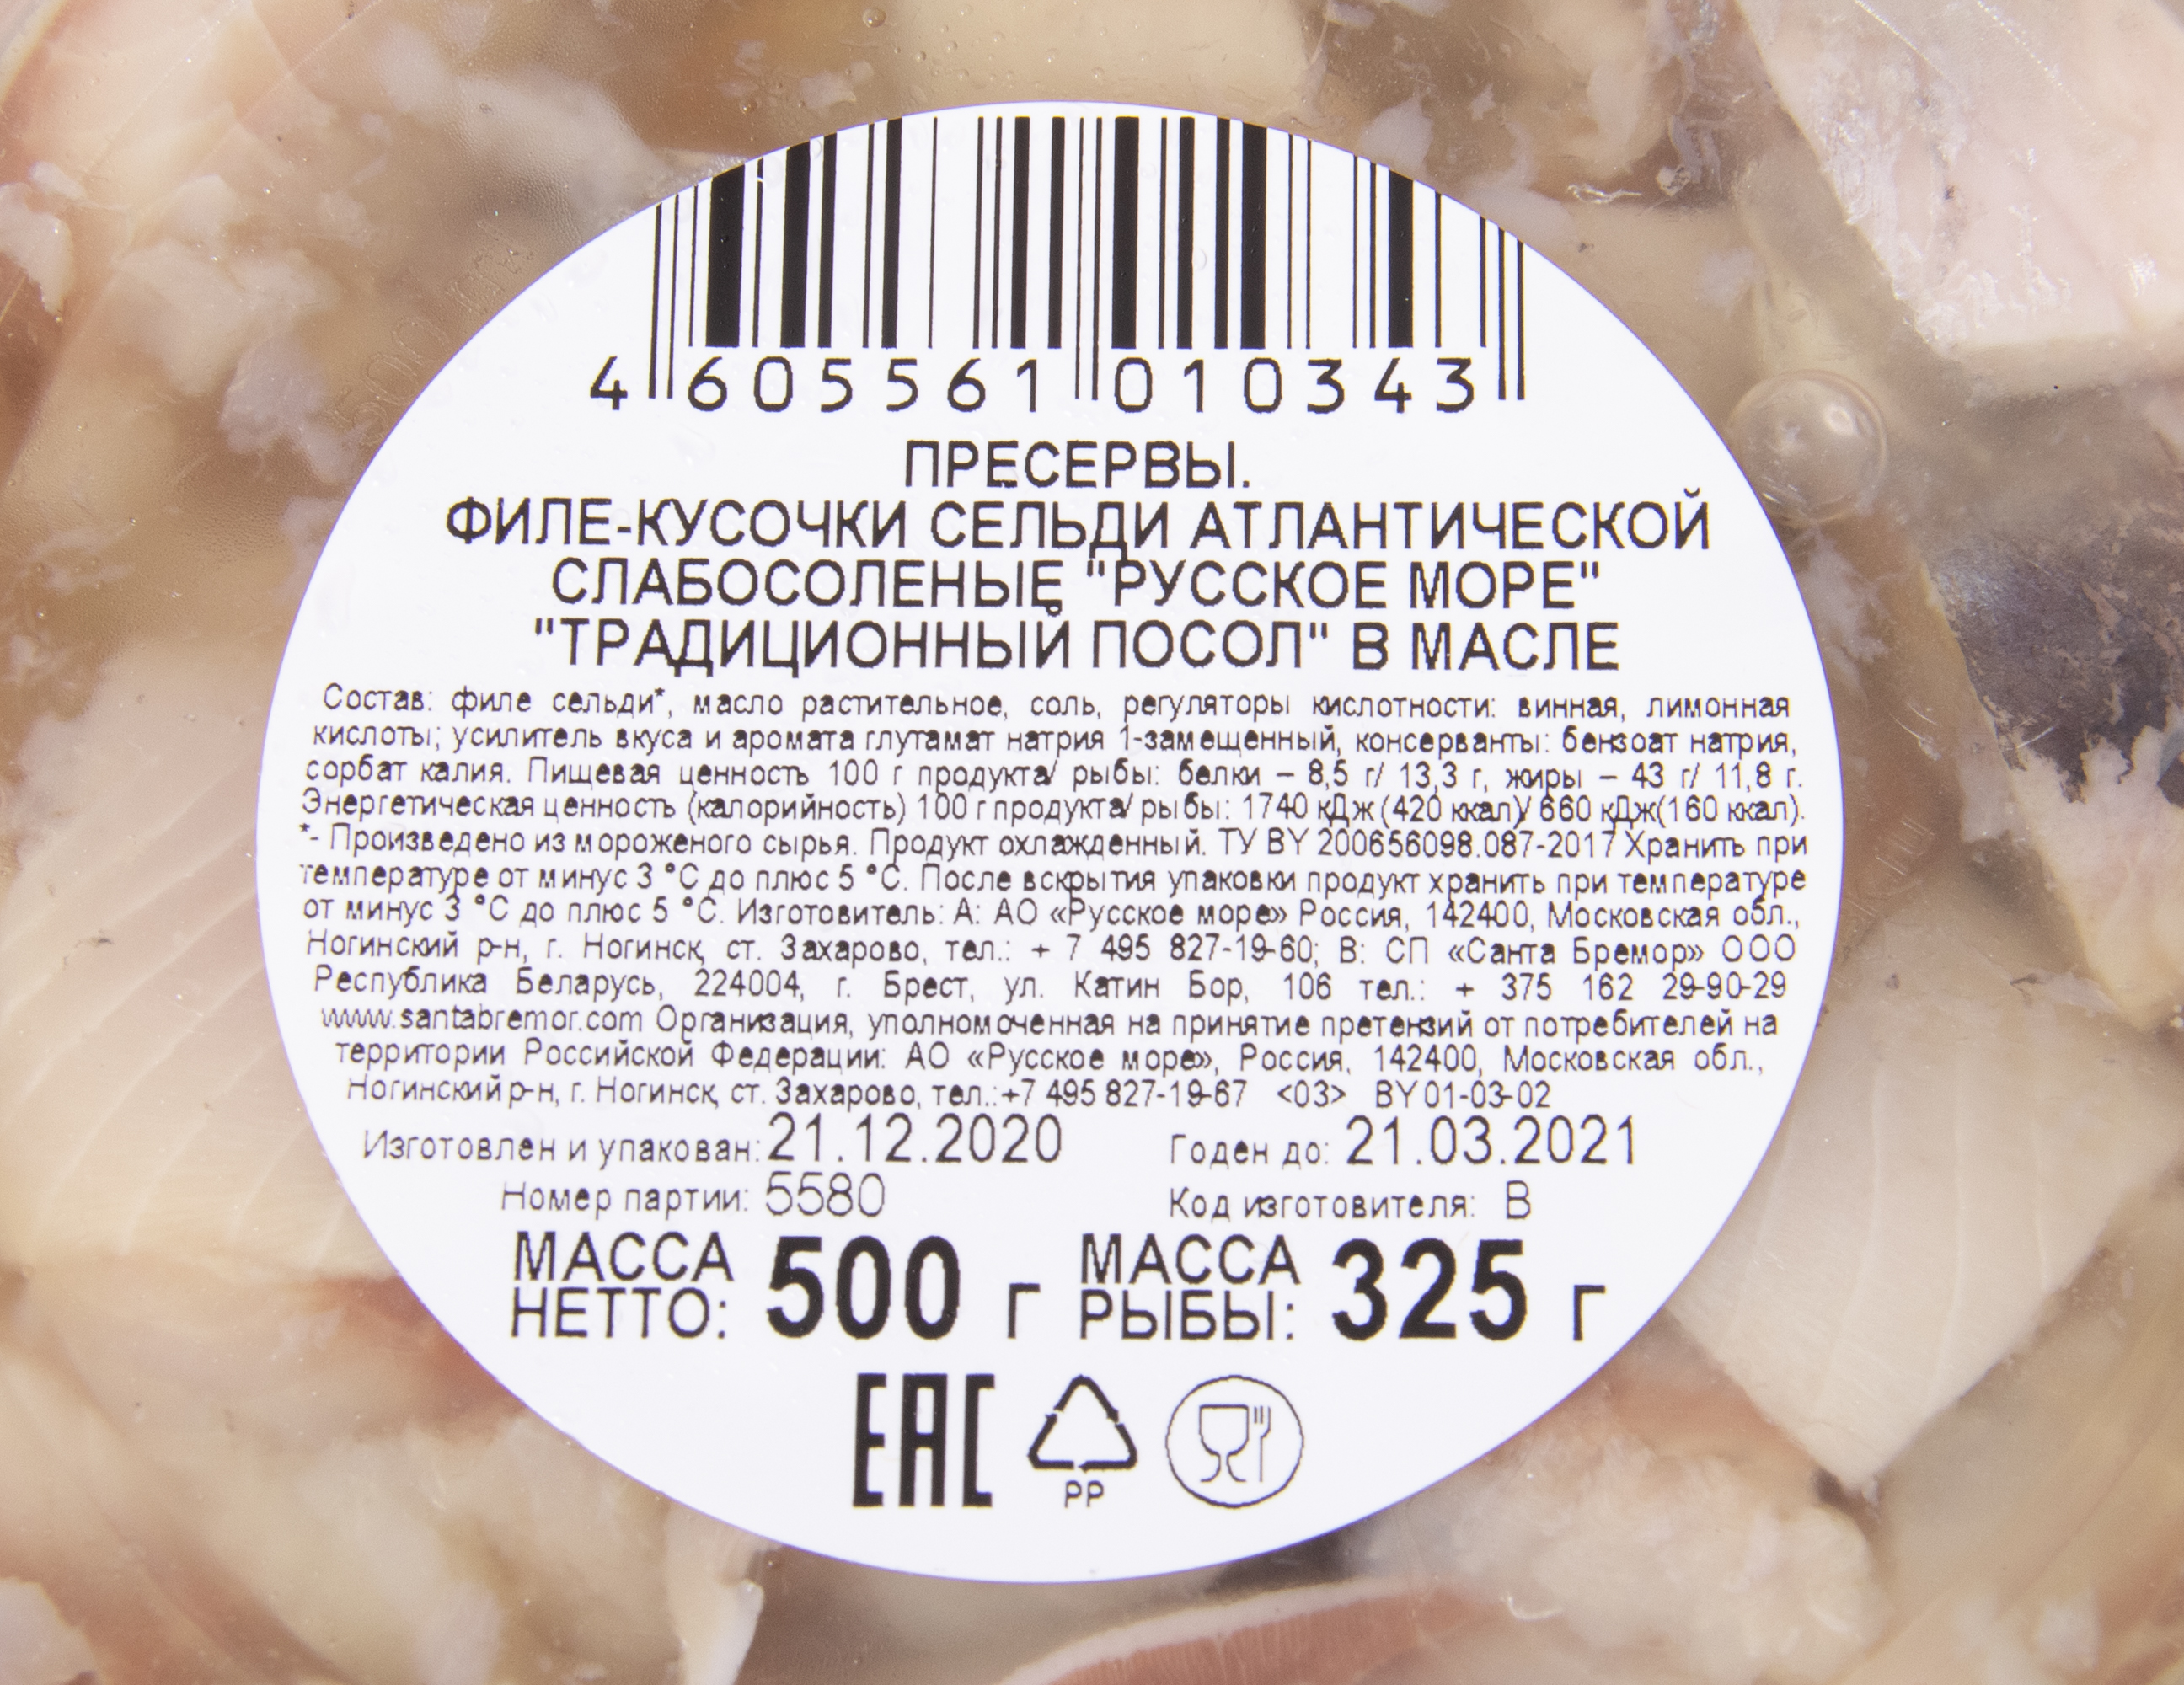 4 605561 010343
ПРЕСЕРВЫ.
ФИЛЕ-КУСОЧКИ СЕЛЬДИ АТЛАНТИЧЕСКОЙ
СЛАБОСОЛЕНЫЕ "РУССКОЕ МОРЕ"
"ТРАДИЦИОННЫЙ ПОСОЛ" В МАСЛЕ
Состав: филе сельди*, масло растительное, соль, регуляторы кислотности: винная, лимонная
кислоты; усилитель вкуса и аромата глутамат натрия 1-замещенный, консерванты: бензоат натрия,
сорбат калия. Пищевая ценность 100 г продукта/ рыбы: белки – 8,5 г/ 13,3 г, жиры – 43 г/ 11,8 г.
Энергетическая ценность (калорийность) 100 г продукта/ рыбы: 1740 кДж (420 ккал)/ 660 кДж(160 ккал).
*- Произведено из мороженого сырья. Продукт охлажденный. ТУ BY 200656098.087-2017 Хранить при
температуре от минус 3 °С до плюс 5 °С. После вскрытия упаковки продукт хранить при температуре
от минус 3 °С до плюс 5 °С. Изготовитель: А: АО «Русское море» Россия, 142400, Московская обл.,
Ногинский р-н, г. Ногинск, ст. Захарово, тел.: + 7 495 827-19-60; В: СП «Санта Бремор» ООО
Республика Беларусь, 224004, г. Брест, ул. Катин Бор, 106 тел.: + 375 162 29-90-29
www.santabremor.com Организация, уполномоченная на принятие претензий от потребителей на
территории Российской Федерации: АО «Русское море», Россия, 142400, Московская обл.,
Ногинский р-н, г. Ногинск, ст. Захарово, тел.:+7 495 827-19-67 <03> BY 01-03-02
Изготовлен и упакован: 21.12.2020 Годен до: 21.03.2021
Номер партии: 5580 Код изготовителя: В
МАССА НЕТТО: 500 г МАССА РЫБЫ: 325 г
EAC PP